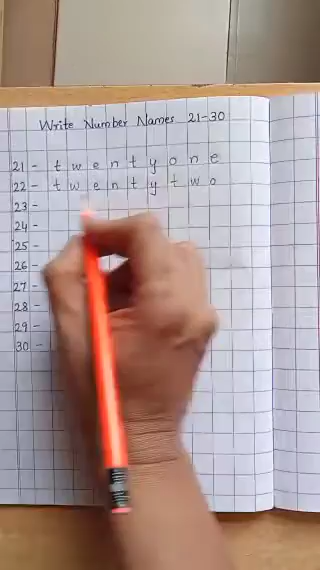 Write Number Names 21-30
21 - twentyone
22 - twentytwo
23 -
24 -
25 -
26 -
27 -
28 -
29 -
30 -